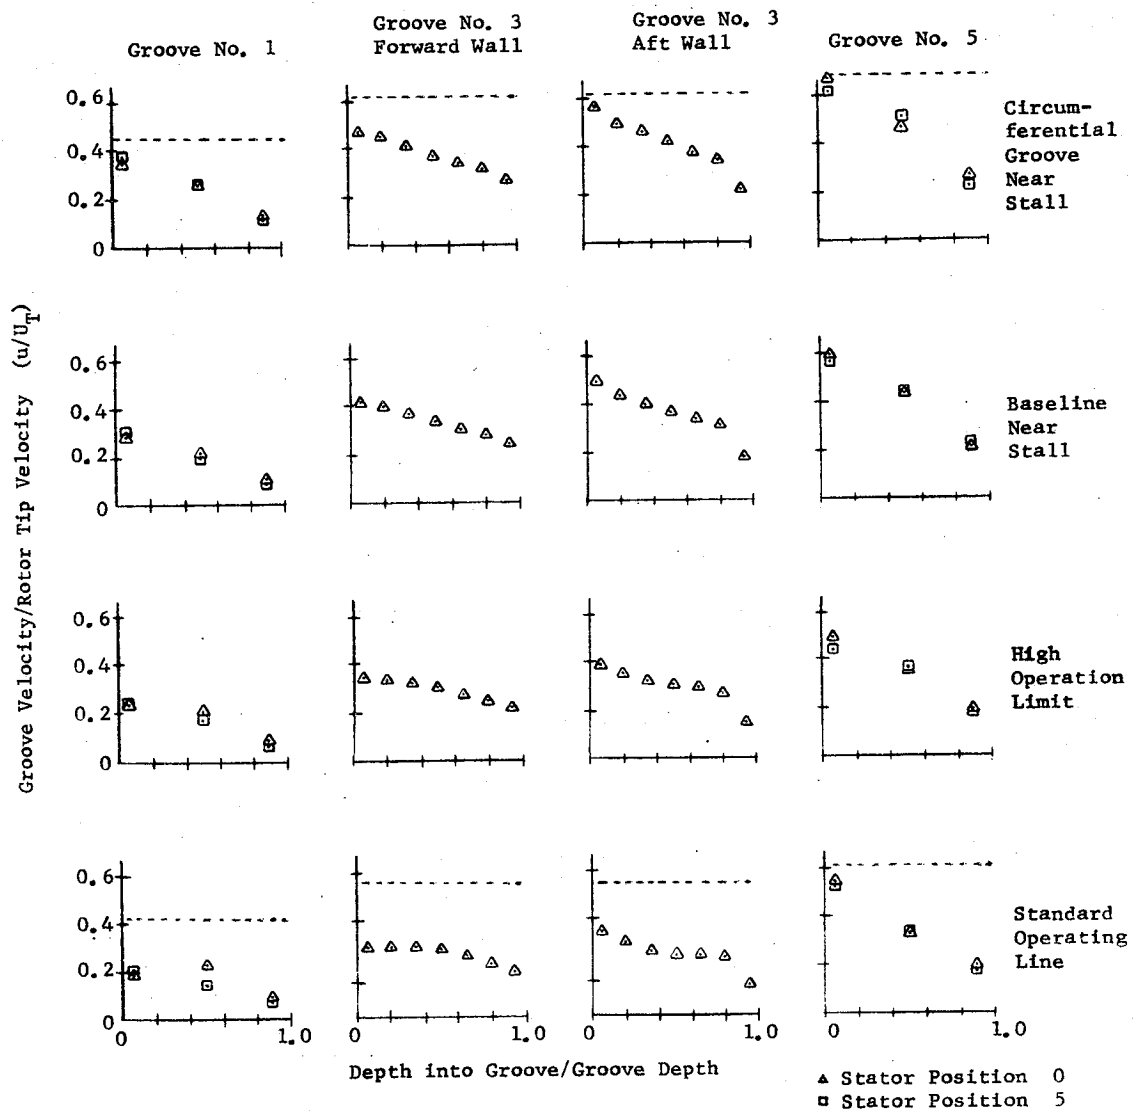 Groove No. 1
Groove No. 3
Forward Wall
Groove No. 3
Aft Wall
Groove No. 5
0.6
0.4
0.2
0
Circum-
ferential
Groove
Near
Stall
0.6
0.4
0.2
0
Baseline
Near
Stall
0.6
0.4
0.2
0
High
Operation
Limit
0.6
0.4
0.2
0
Standard
Operating
Line
Groove Velocity/Rotor Tip Velocity (u/UT)
0 1.0
0 1.0
0 1.0
Depth into Groove/Groove Depth
Stator Position 0
Stator Position 5